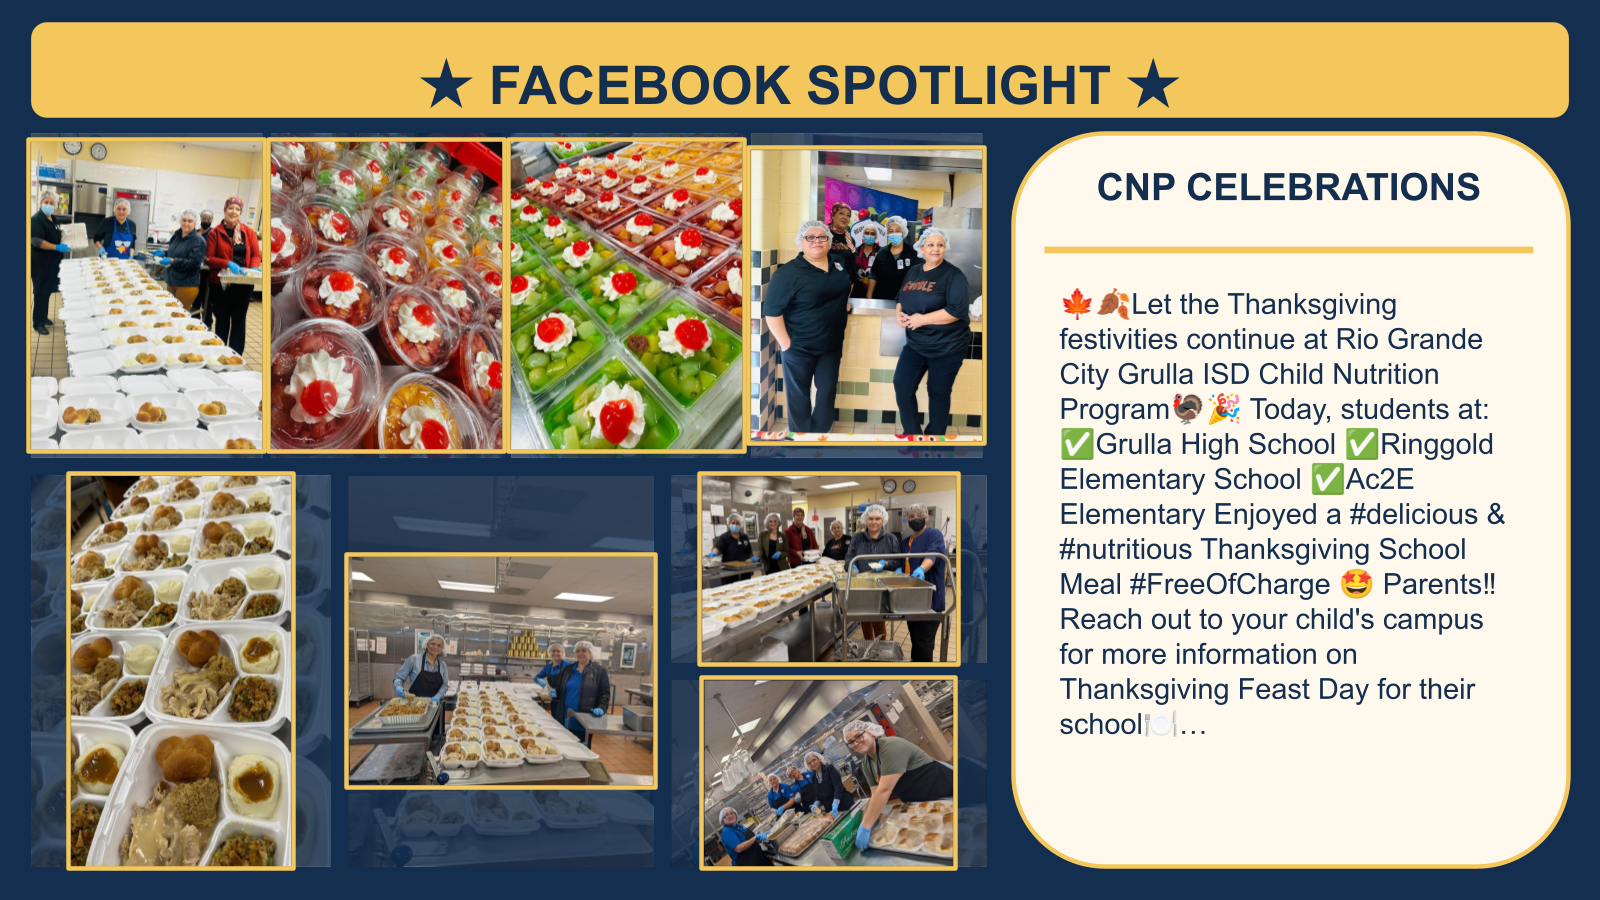 ★ FACEBOOK SPOTLIGHT ★
CNP CELEBRATIONS
🍁🍂Let the Thanksgiving
festivities continue at Rio Grande
City Grulla ISD Child Nutrition
Program🦃🎉 Today, students at:
✅Grulla High School ✅Ringgold
Elementary School ✅Ac2E
Elementary Enjoyed a #delicious &
#nutritious Thanksgiving School
Meal #FreeOfCharge 🤩 Parents‼
Reach out to your child's campus
for more information on
Thanksgiving Feast Day for their
school🍽️…